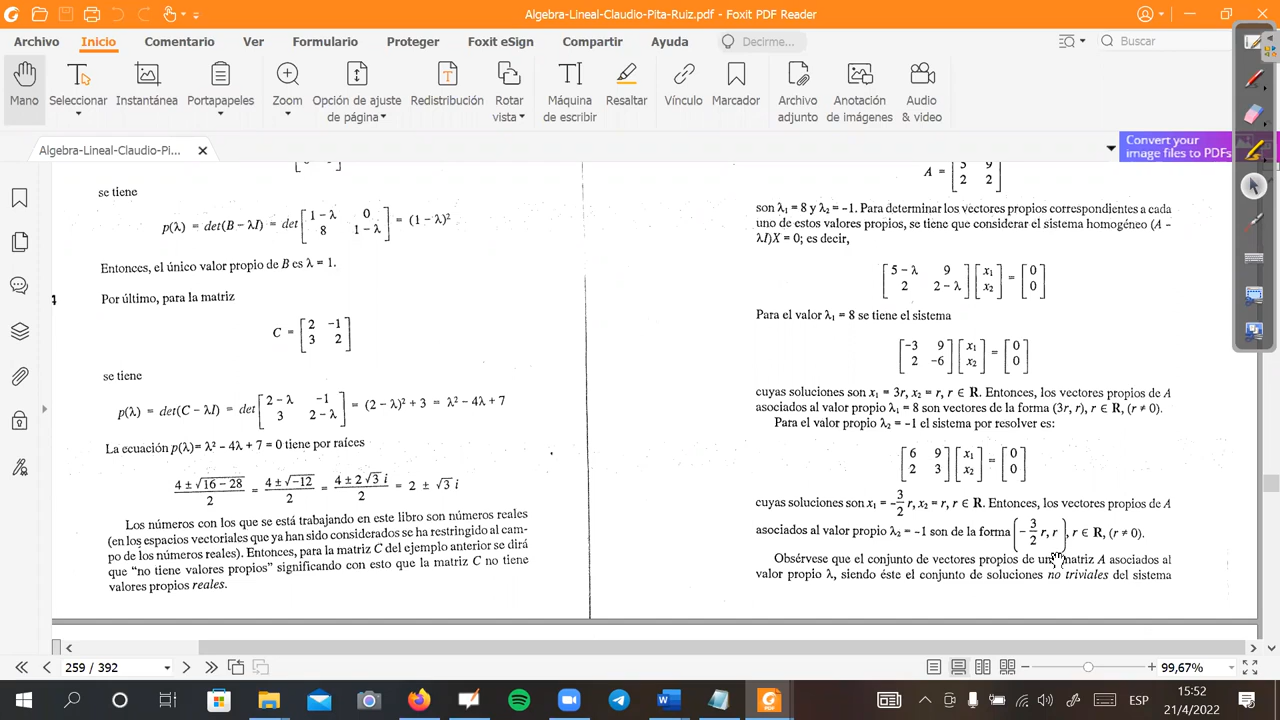 Algebra-Lineal-Claudio-Pita-Ruiz.pdf - Foxit PDF Reader
Archivo Inicio Comentario Ver Formulario Proteger Foxit eSign Compartir Ayuda Decirme... Buscar
Mano Seleccionar Instantánea Portapapeles Zoom Opción de ajuste de página Redistribución Rotar vista Máquina de escribir Resaltar Vínculo Marcador Archivo adjunto Anotación de imágenes Audio & video
Algebra-Lineal-Claudio-Pi...
Convert your
image files to PDFs
se tiene
p(λ) = det(B − λI) = det [1 − λ 0
8 1 − λ] = (1 − λ)²
Entonces, el único valor propio de B es λ = 1.
Por último, para la matriz
C = [2 −1
3 2]
se tiene
p(λ) = det(C − λI) = det [2 − λ −1
3 2 − λ] = (2 − λ)² + 3 = λ² − 4λ + 7
La ecuación p(λ)= λ² − 4λ + 7 = 0 tiene por raíces
4 ± √16 − 28 / 2 = 4 ± √−12 / 2 = 4 ± 2 √3 i / 2 = 2 ± √3 i
Los números con los que se está trabajando en este libro son números reales
(en los espacios vectoriales que ya han sido considerados se ha restringido al cam-
po de los números reales). Entonces, para la matriz C del ejemplo anterior se dirá
que “no tiene valores propios” significando con esto que la matriz C no tiene
valores propios reales.
A = [ 9
2 2]
son λ₁ = 8 y λ₂ = −1. Para determinar los vectores propios correspondientes a cada
uno de estos valores propios, se tiene que considerar el sistema homogéneo (A -
λI)X = 0; es decir,
[5 − λ 9
2 2 − λ] [x₁
x₂] = [0
0]
Para el valor λ₁ = 8 se tiene el sistema
[−3 9
2 −6] [x₁
x₂] = [0
0]
cuyas soluciones son x₁ = 3r, x₂ = r, r ∈ R. Entonces, los vectores propios de A
asociados al valor propio λ₁ = 8 son vectores de la forma (3r, r), r ∈ R, (r ≠ 0).
Para el valor propio λ₂ = −1 el sistema por resolver es:
[6 9
2 3] [x₁
x₂] = [0
0]
cuyas soluciones son x₁ = −3/2 r, x₂ = r, r ∈ R. Entonces, los vectores propios de A
asociados al valor propio λ₂ = −1 son de la forma (−3/2 r, r), r ∈ R, (r ≠ 0).
Obsérvese que el conjunto de vectores propios de una matriz A asociados al
valor propio λ, siendo éste el conjunto de soluciones no triviales del sistema
259 / 392
99,67%
ESP
15:52
21/4/2022